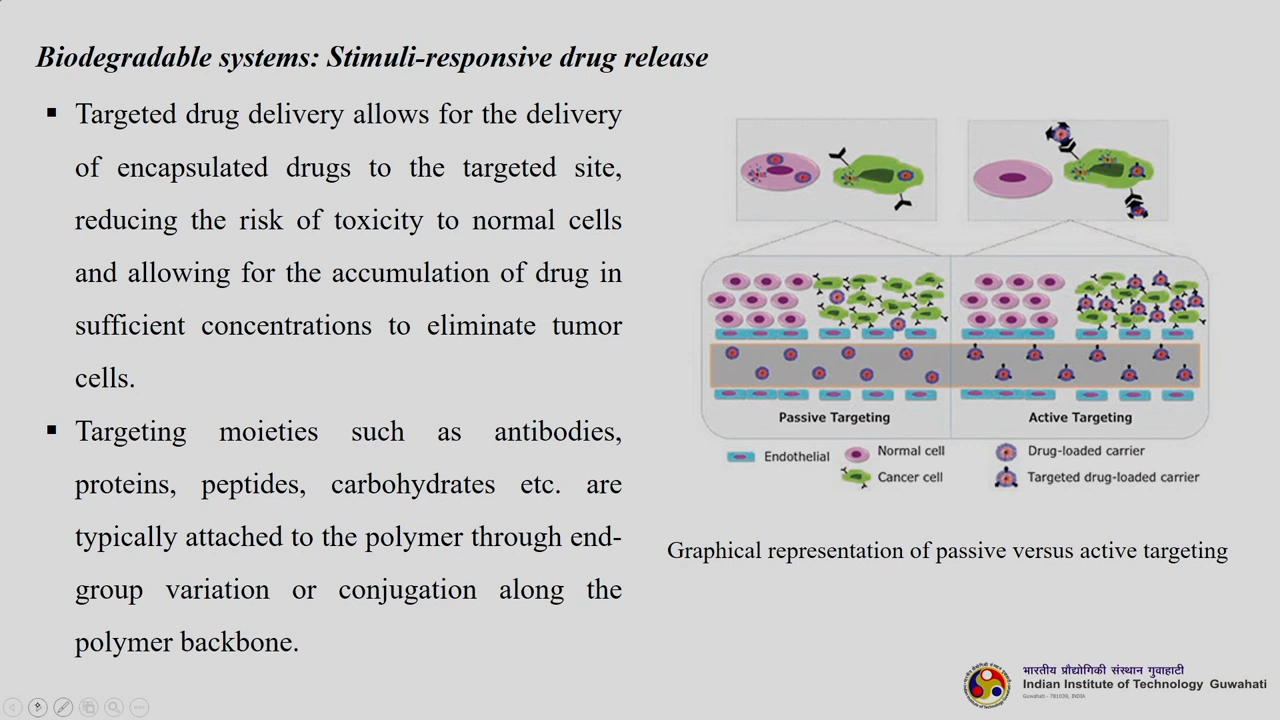 Biodegradable systems: Stimuli-responsive drug release
▪ Targeted drug delivery allows for the delivery
of encapsulated drugs to the targeted site,
reducing the risk of toxicity to normal cells
and allowing for the accumulation of drug in
sufficient concentrations to eliminate tumor
cells.
▪ Targeting moieties such as antibodies,
proteins, peptides, carbohydrates etc. are
typically attached to the polymer through end-
group variation or conjugation along the
polymer backbone.
Passive Targeting
Active Targeting
Endothelial
Normal cell
Cancer cell
Drug-loaded carrier
Targeted drug-loaded carrier
Graphical representation of passive versus active targeting
भारतीय प्रौद्योगिकी संस्थान गुवाहाटी
Indian Institute of Technology Guwahati
Guwahati - 781039, INDIA